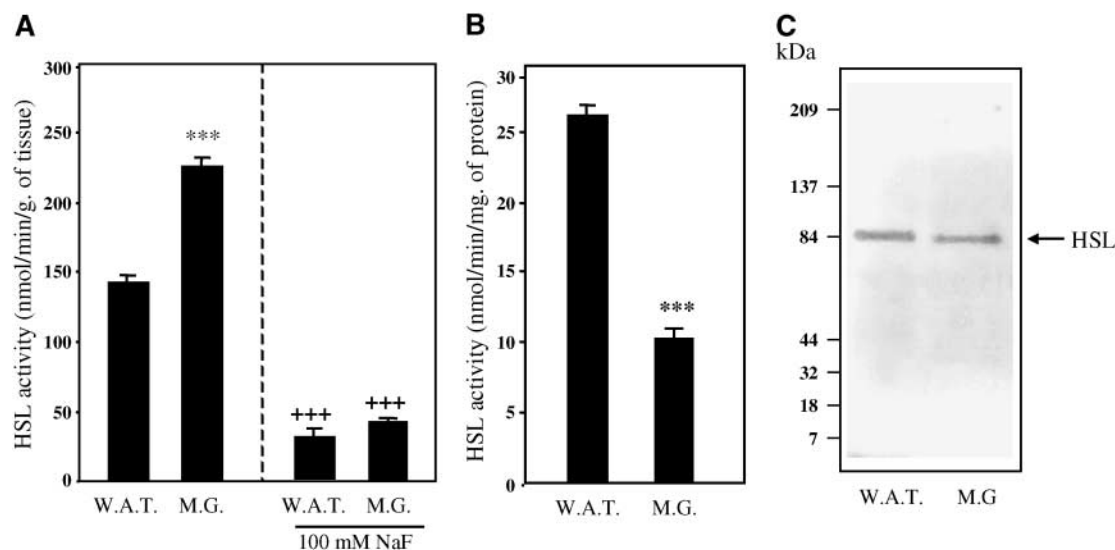 A
HSL activity (nmol/min/g. of tissue)
300
250
200
150
100
50
0
***
+++
+++
W.A.T.
M.G.
W.A.T.
M.G.
100 mM NaF
B
HSL activity (nmol/min/mg. of protein)
30
25
20
15
10
5
0
***
W.A.T.
M.G.
C
kDa
209
137
84
44
32
18
7
HSL
W.A.T.
M.G